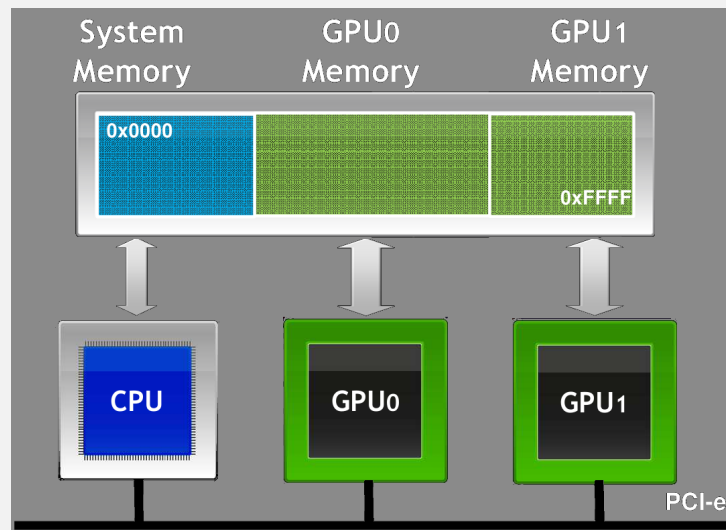 System
Memory
GPU0
Memory
GPU1
Memory
0x0000
0xFFFF
CPU
GPU0
GPU1
PCI-e